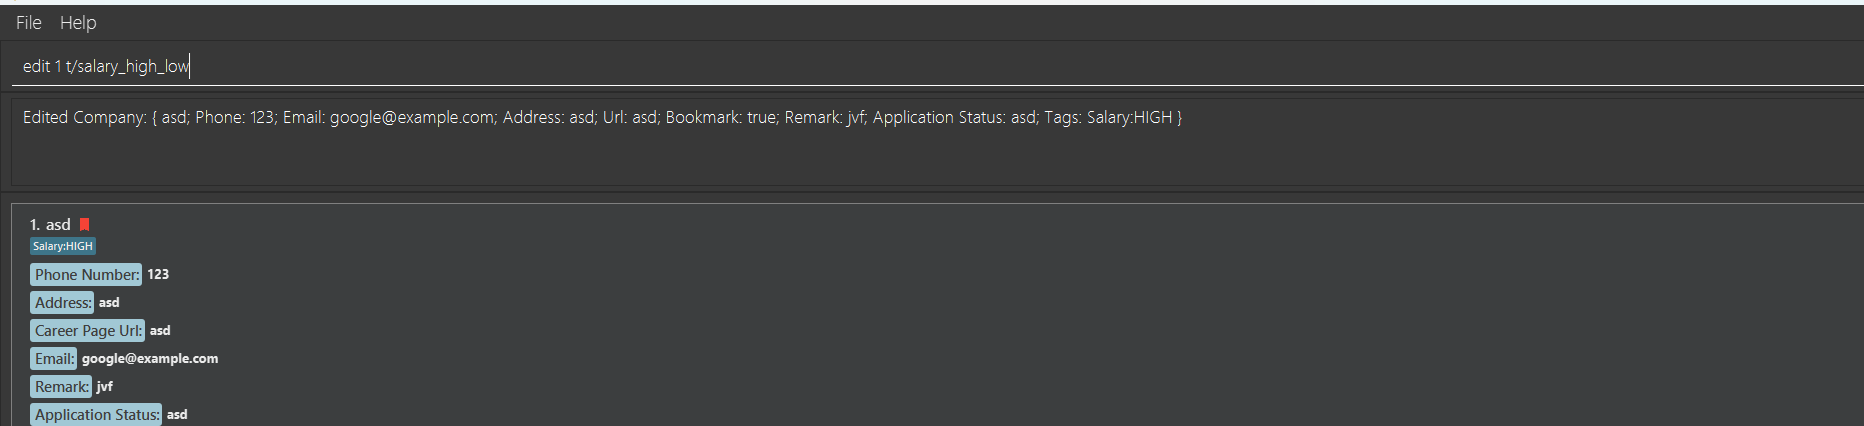 File Help
edit 1 t/salary_high_low
Edited Company: { asd; Phone: 123; Email: google@example.com; Address: asd; Url: asd; Bookmark: true; Remark: jvf; Application Status: asd; Tags: Salary:HIGH }
1. asd
Salary:HIGH
Phone Number: 123
Address: asd
Career Page Url: asd
Email: google@example.com
Remark: jvf
Application Status: asd